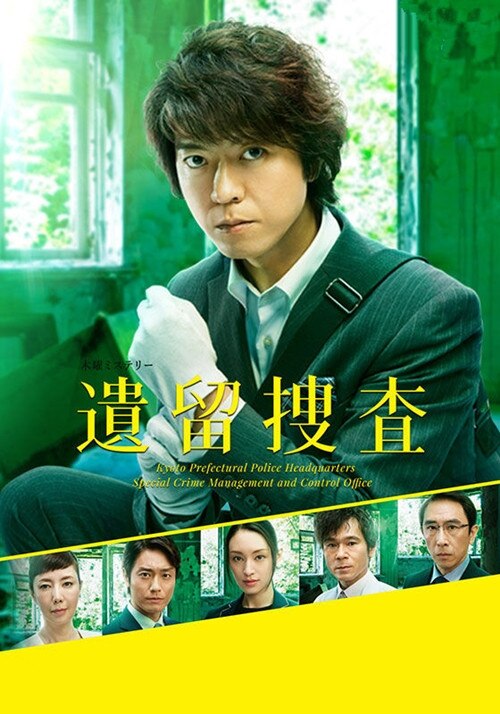 木曜ミステリー
遺留捜査
Kyoto Prefectural Police Headquarters
Special Crime Management and Control Office